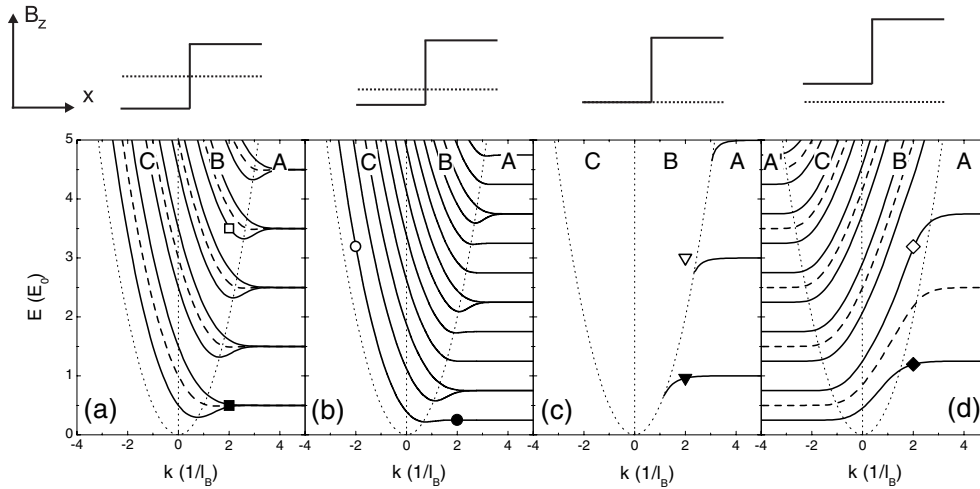 B_z
x
5
4
3
2
1
0
E (E_0)
C B A
C B A
C B A
A' C B A
(a) (b) (c) (d)
-4 -2 0 2 4
-4 -2 0 2 4
-4 -2 0 2 4
-4 -2 0 2 4
k (1/l_B) k (1/l_B) k (1/l_B) k (1/l_B)